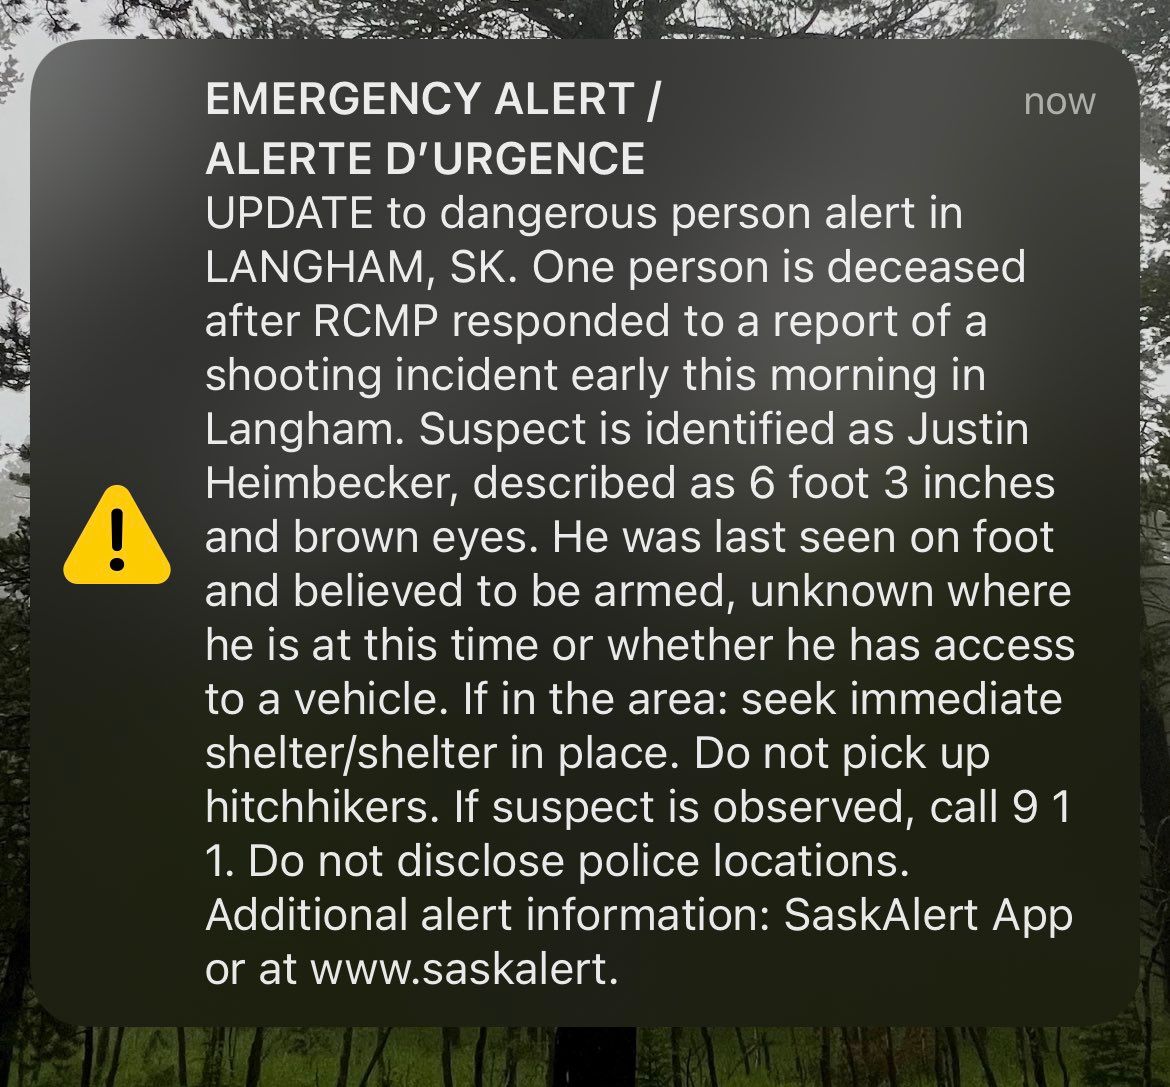 EMERGENCY ALERT /
now
ALERTE D’URGENCE
UPDATE to dangerous person alert in
LANGHAM, SK. One person is deceased
after RCMP responded to a report of a
shooting incident early this morning in
Langham. Suspect is identified as Justin
Heimbecker, described as 6 foot 3 inches
and brown eyes. He was last seen on foot
and believed to be armed, unknown where
he is at this time or whether he has access
to a vehicle. If in the area: seek immediate
shelter/shelter in place. Do not pick up
hitchhikers. If suspect is observed, call 9 1
1. Do not disclose police locations.
Additional alert information: SaskAlert App
or at www.saskalert.